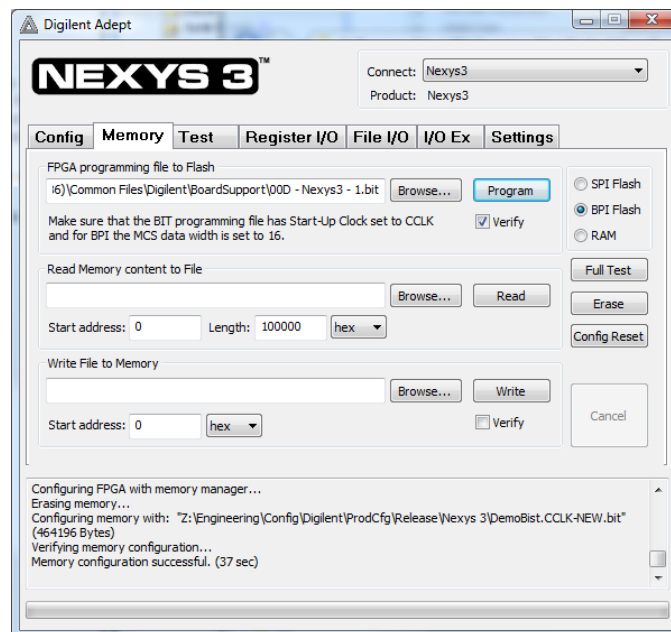 Digilent Adept
NEXYS 3™
Connect: Nexys3
Product: Nexys3
Config Memory Test Register I/O File I/O I/O Ex Settings
FPGA programming file to Flash
i6)\Common Files\Digilent\BoardSupport\00D - Nexys3 - 1.bit Browse... Program
Make sure that the BIT programming file has Start-Up Clock set to CCLK
and for BPI the MCS data width is set to 16.
Verify
SPI Flash
BPI Flash
RAM
Read Memory content to File
Browse... Read
Start address: 0 Length: 100000 hex
Full Test
Erase
Config Reset
Write File to Memory
Browse... Write
Start address: 0 hex
Verify
Cancel
Configuring FPGA with memory manager...
Erasing memory...
Configuring memory with: "Z:\Engineering\Config\Digilent\ProdCfg\Release\Nexys 3\DemoBist.CCLK-NEW.bit"
(464196 Bytes)
Verifying memory configuration...
Memory configuration successful. (37 sec)